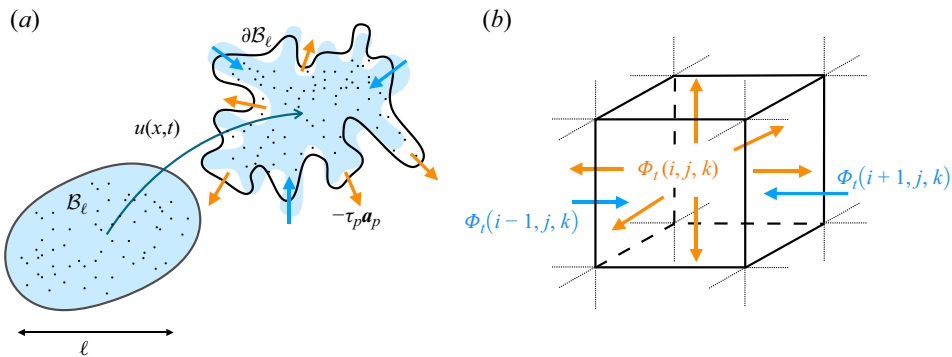 (a)
∂ℬ_ℓ
u(x,t)
ℬ_ℓ
−τ_p a_p
ℓ
(b)
Φ_t(i, j, k)
Φ_t(i + 1, j, k)
Φ_t(i − 1, j, k)